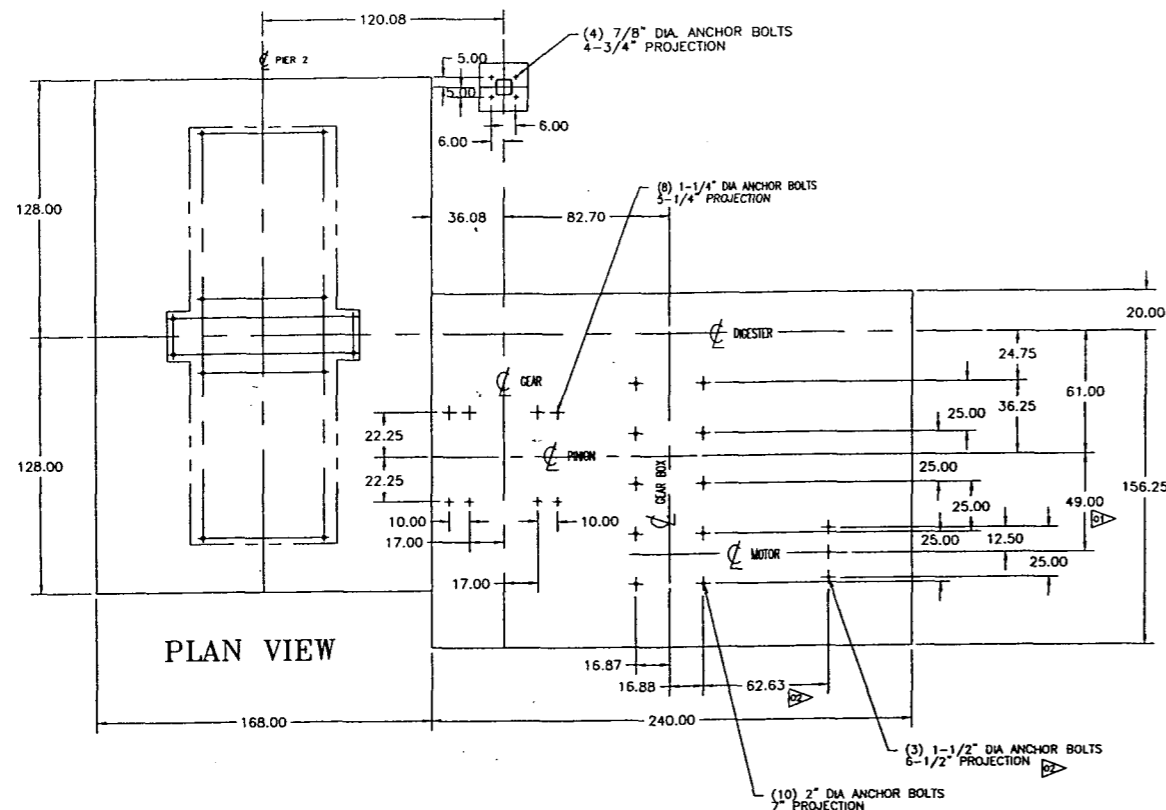 120.08
(4) 7/8" DIA. ANCHOR BOLTS
4-3/4" PROJECTION
℄ PIER 2
5.00
5.00
6.00
6.00
(8) 1-1/4" DIA ANCHOR BOLTS
5-1/4" PROJECTION
128.00
36.08
82.70
20.00
℄ DIGESTER
24.75
℄ GEAR
61.00
36.25
25.00
22.25
℄ PINION
128.00
22.25
25.00
℄ GEAR BOX
156.25
49.00
01
25.00
10.00
10.00
12.50
17.00
25.00
℄ MOTOR
25.00
17.00
PLAN VIEW
16.87
16.88
62.63
02
168.00
240.00
(3) 1-1/2" DIA ANCHOR BOLTS
6-1/2" PROJECTION
02
(10) 2" DIA ANCHOR BOLTS
7" PROJECTION